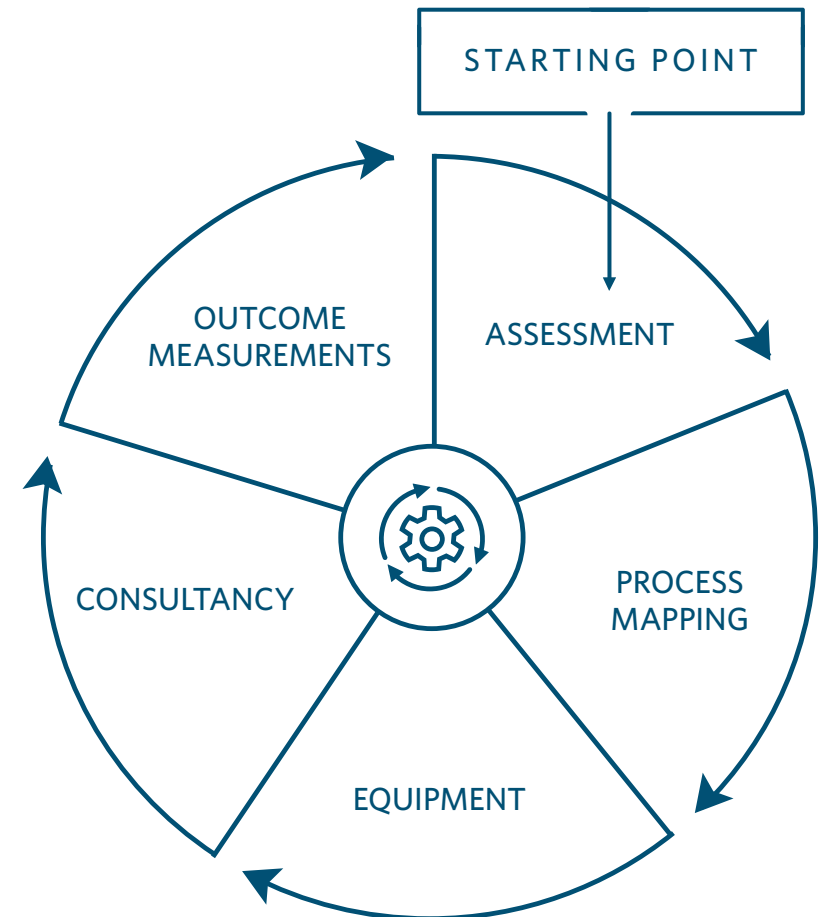 STARTING POINT
ASSESSMENT
PROCESS
MAPPING
EQUIPMENT
CONSULTANCY
OUTCOME
MEASUREMENTS